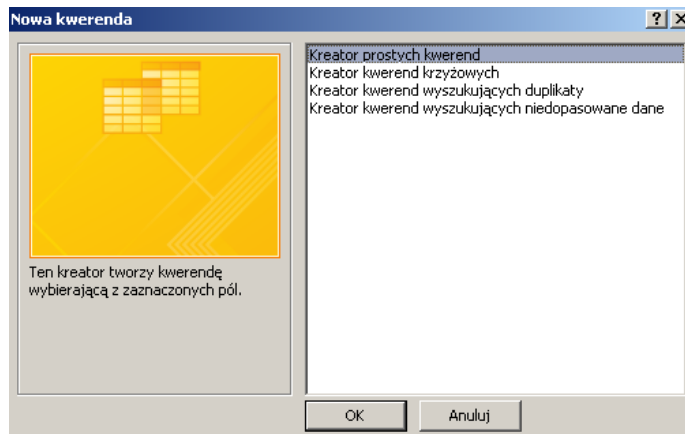 Nowa kwerenda
Kreator prostych kwerend
Kreator kwerend krzyżowych
Kreator kwerend wyszukujących duplikaty
Kreator kwerend wyszukujących niedopasowane dane
Ten kreator tworzy kwerendę
wybierającą z zaznaczonych pól.
OK
Anuluj